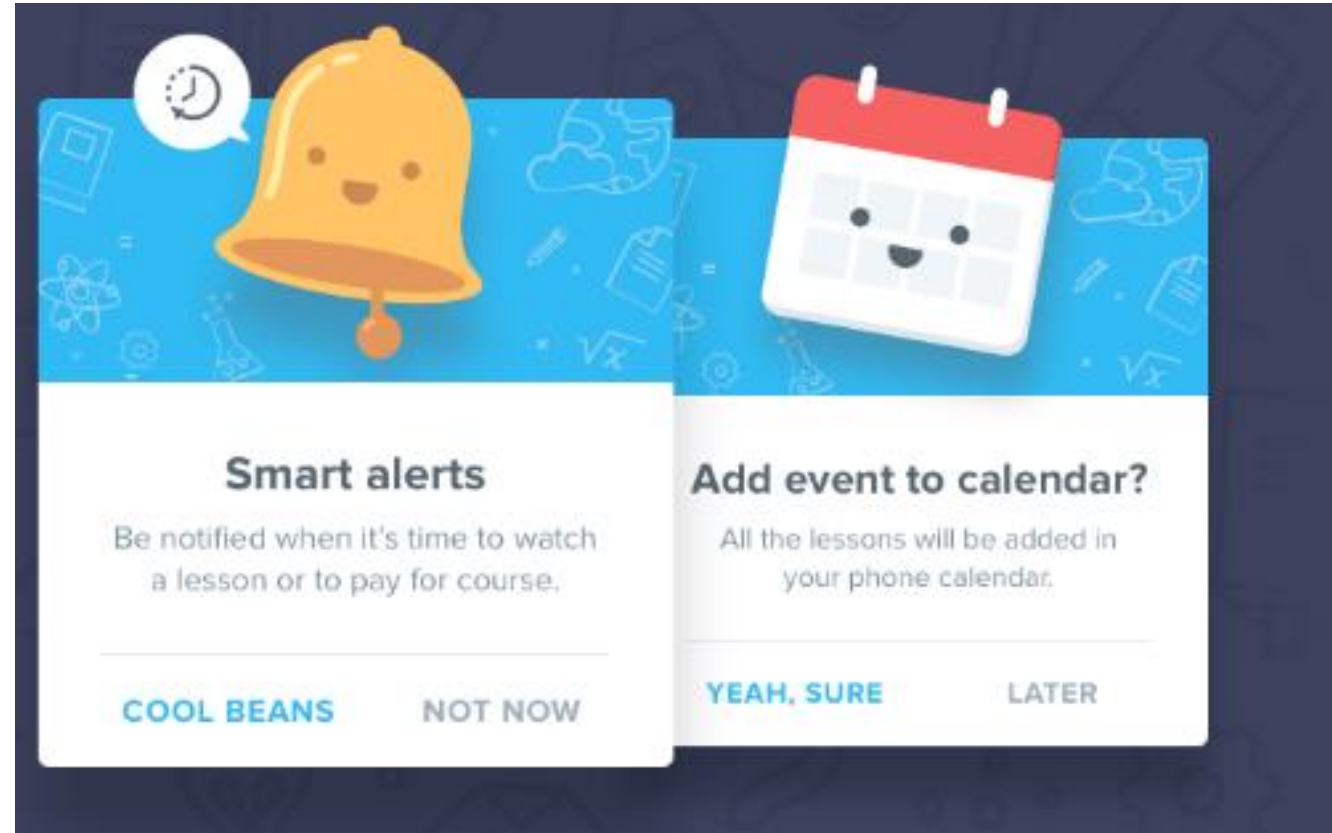 Smart alerts
Be notified when it's time to watch
a lesson or to pay for course.
COOL BEANS NOT NOW
Add event to calendar?
All the lessons will be added in
your phone calendar.
YEAH, SURE LATER
√x
√x